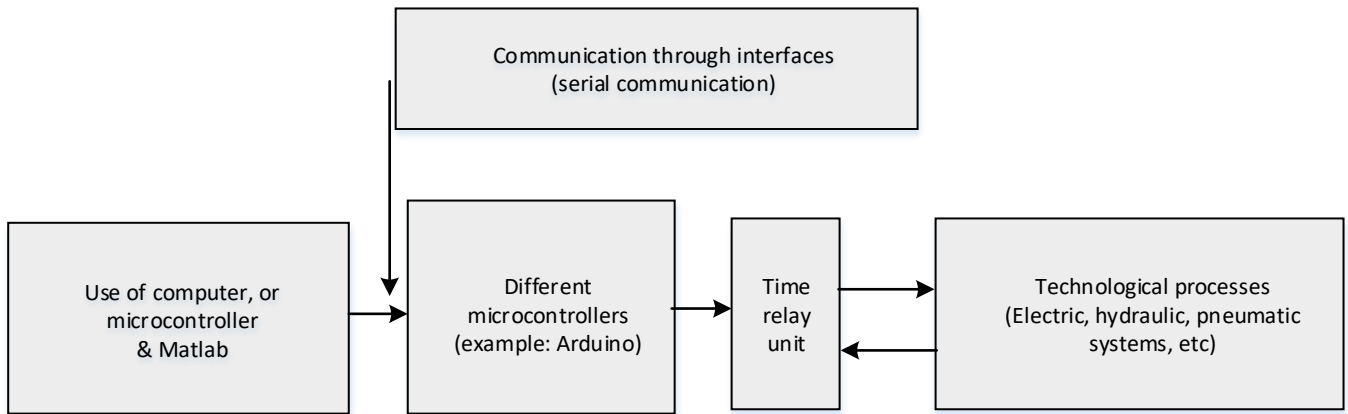 Communication through interfaces
(serial communication)
Use of computer, or
microcontroller
& Matlab
Different
microcontrollers
(example: Arduino)
Time
relay
unit
Technological processes
(Electric, hydraulic, pneumatic
systems, etc)